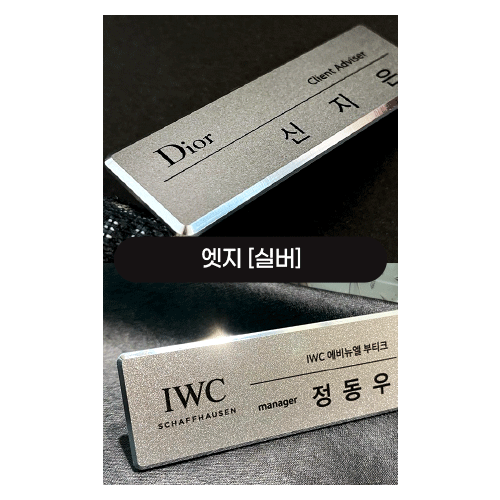 Client Adviser
Dior
신 지 은
엣지 [실버]
IWC 에비뉴엘 부티크
IWC
SCHAFFHAUSEN
manager 정 동 우